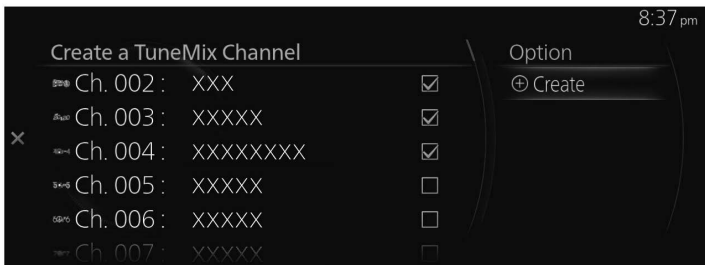 8:37 pm
Create a TuneMix Channel
Option
Ch. 002 : XXX
Create
Ch. 003 : XXXXX
Ch. 004 : XXXXXXXX
Ch. 005 : XXXXX
Ch. 006 : XXXXX
Ch. 007 : XXXXX